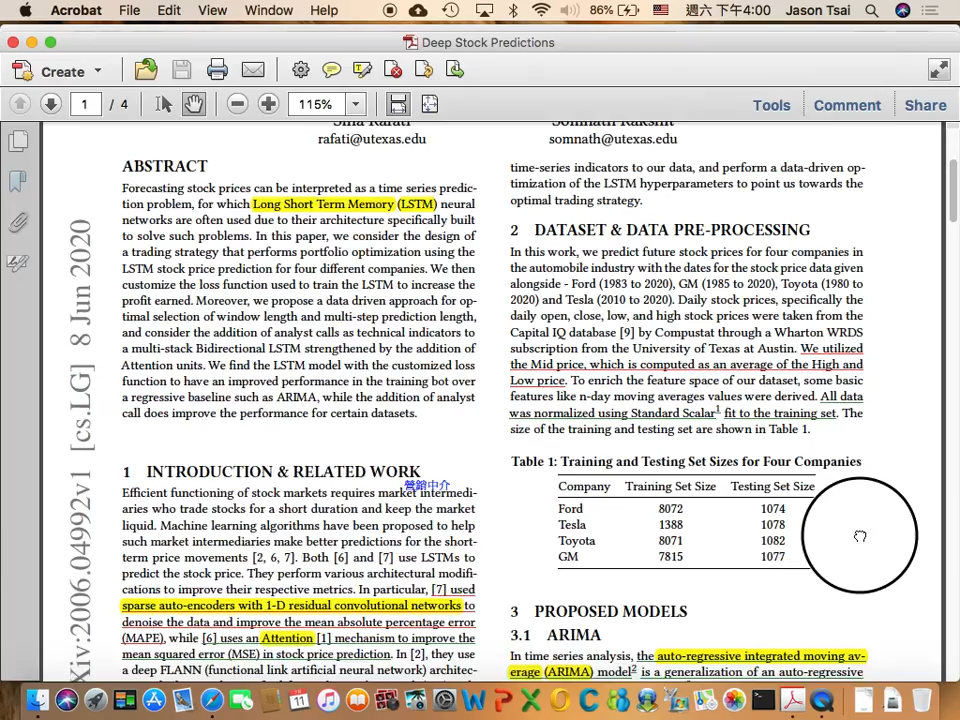 Acrobat File Edit View Window Help 86% 週六 下午4:00 Jason Tsai
Deep Stock Predictions
Create
1 / 4 115% Tools Comment Share
Sina Rafati Somnath Rakshit
rafati@utexas.edu somnath@utexas.edu
ABSTRACT
Forecasting stock prices can be interpreted as a time series predic-
tion problem, for which Long Short Term Memory (LSTM) neural
networks are often used due to their architecture specifically built
to solve such problems. In this paper, we consider the design of
a trading strategy that performs portfolio optimization using the
LSTM stock price prediction for four different companies. We then
customize the loss function used to train the LSTM to increase the
profit earned. Moreover, we propose a data driven approach for op-
timal selection of window length and multi-step prediction length,
and consider the addition of analyst calls as technical indicators to
a multi-stack Bidirectional LSTM strengthened by the addition of
Attention units. We find the LSTM model with the customized loss
function to have an improved performance in the training bot over
a regressive baseline such as ARIMA, while the addition of analyst
call does improve the performance for certain datasets.
1 INTRODUCTION & RELATED WORK
營銷中介
Efficient functioning of stock markets requires market intermedi-
aries who trade stocks for a short duration and keep the market
liquid. Machine learning algorithms have been proposed to help
such market intermediaries make better predictions for the short-
term price movements [2, 6, 7]. Both [6] and [7] use LSTMs to
predict the stock price. They perform various architectural modifi-
cations to improve their respective metrics. In particular, [7] used
sparse auto-encoders with 1-D residual convolutional networks to
denoise the data and improve the mean absolute percentage error
(MAPE), while [6] uses an Attention [1] mechanism to improve the
mean squared error (MSE) in stock price prediction. In [2], they use
a deep FLANN (functional link artificial neural network) architec-
time-series indicators to our data, and perform a data-driven op-
timization of the LSTM hyperparameters to point us towards the
optimal trading strategy.
2 DATASET & DATA PRE-PROCESSING
In this work, we predict future stock prices for four companies in
the automobile industry with the dates for the stock price data given
alongside - Ford (1983 to 2020), GM (1985 to 2020), Toyota (1980 to
2020) and Tesla (2010 to 2020). Daily stock prices, specifically the
daily open, close, low, and high stock prices were taken from the
Capital IQ database [9] by Compustat through a Wharton WRDS
subscription from the University of Texas at Austin. We utilized
the Mid price, which is computed as an average of the High and
Low price. To enrich the feature space of our dataset, some basic
features like n-day moving averages values were derived. All data
was normalized using Standard Scalar1 fit to the training set. The
size of the training and testing set are shown in Table 1.
Table 1: Training and Testing Set Sizes for Four Companies
Company Training Set Size Testing Set Size
Ford 8072 1074
Tesla 1388 1078
Toyota 8071 1082
GM 7815 1077
3 PROPOSED MODELS
3.1 ARIMA
In time series analysis, the auto-regressive integrated moving av-
erage (ARIMA) model2 is a generalization of an auto-regressive
Xiv:2006.04992v1 [cs.LG] 8 Jun 2020